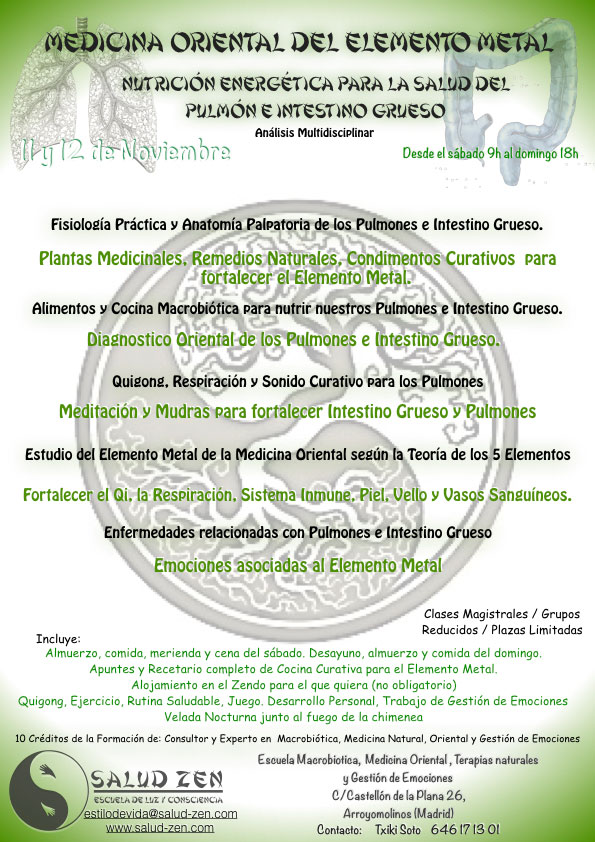 MEDICINA ORIENTAL DEL ELEMENTO METAL
NUTRICIÓN ENERGÉTICA PARA LA SALUD DEL
PULMÓN E INTESTINO GRUESO
Análisis Multidisciplinar
11 y 12 de Noviembre
Desde el sábado 9h al domingo 18h
Fisiología Práctica y Anatomía Palpatoria de los Pulmones e Intestino Grueso.
Plantas Medicinales, Remedios Naturales, Condimentos Curativos para
fortalecer el Elemento Metal.
Alimentos y Cocina Macrobiótica para nutrir nuestros Pulmones e Intestino Grueso.
Diagnostico Oriental de los Pulmones e Intestino Grueso.
Quigong, Respiración y Sonido Curativo para los Pulmones
Meditación y Mudras para fortalecer Intestino Grueso y Pulmones
Estudio del Elemento Metal de la Medicina Oriental según la Teoría de los 5 Elementos
Fortalecer el Qi, la Respiración, Sistema Inmune, Piel, Vello y Vasos Sanguíneos.
Enfermedades relacionadas con Pulmones e Intestino Grueso
Emociones asociadas al Elemento Metal
Clases Magistrales / Grupos
Reducidos / Plazas Limitadas
Incluye:
Almuerzo, comida, merienda y cena del sábado. Desayuno, almuerzo y comida del domingo.
Apuntes y Recetario completo de Cocina Curativa para el Elemento Metal.
Alojamiento en el Zendo para el que quiera (no obligatorio)
Quigong, Ejercicio, Rutina Saludable, Juego. Desarrollo Personal, Trabajo de Gestión de Emociones
Velada Nocturna junto al fuego de la chimenea
10 Créditos de la Formación de: Consultor y Experto en Macrobiótica, Medicina Natural, Oriental y Gestión de Emociones
SALUD ZEN
ESCUELA DE LUZ Y CONSCIENCIA
estilodevida@salud-zen.com
www.salud-zen.com
Escuela Macrobiotica, Medicina Oriental , Terapias naturales
y Gestión de Emociones
C/Castellón de la Plana 26,
Arroyomolinos (Madrid)
Contacto: Txiki Soto 646 17 13 01